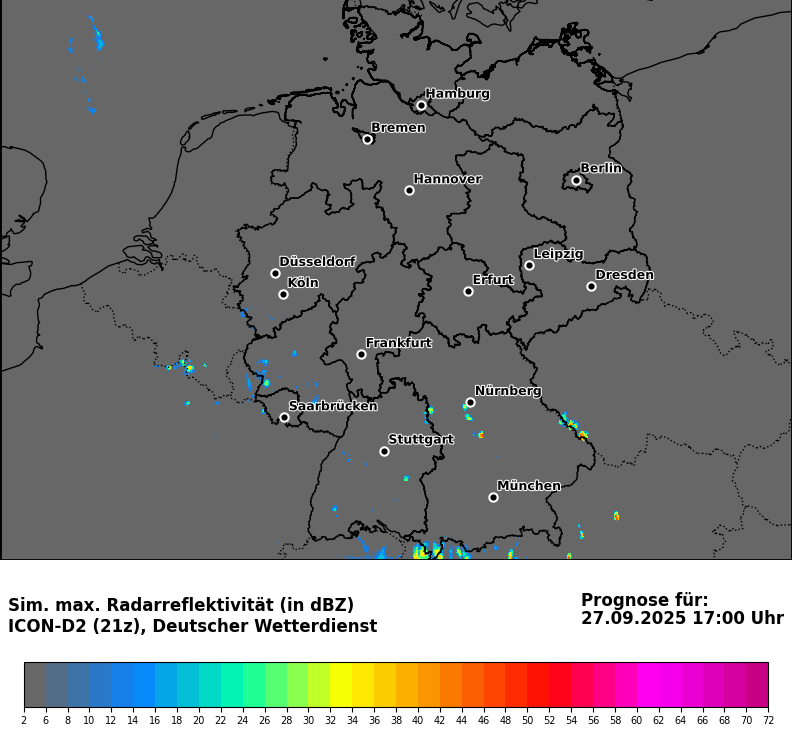 Hamburg
Bremen
Berlin
Hannover
Leipzig
Düsseldorf
Dresden
Erfurt
Köln
Frankfurt
Nürnberg
Saarbrücken
Stuttgart
München
Sim. max. Radarreflektivität (in dBZ)
ICON-D2 (21z), Deutscher Wetterdienst
Prognose für:
27.09.2025 17:00 Uhr
2 6 8 10 12 14 16 18 20 22 24 26 28 30 32 34 36 38 40 42 44 46 48 50 52 54 56 58 60 62 64 66 68 70 72